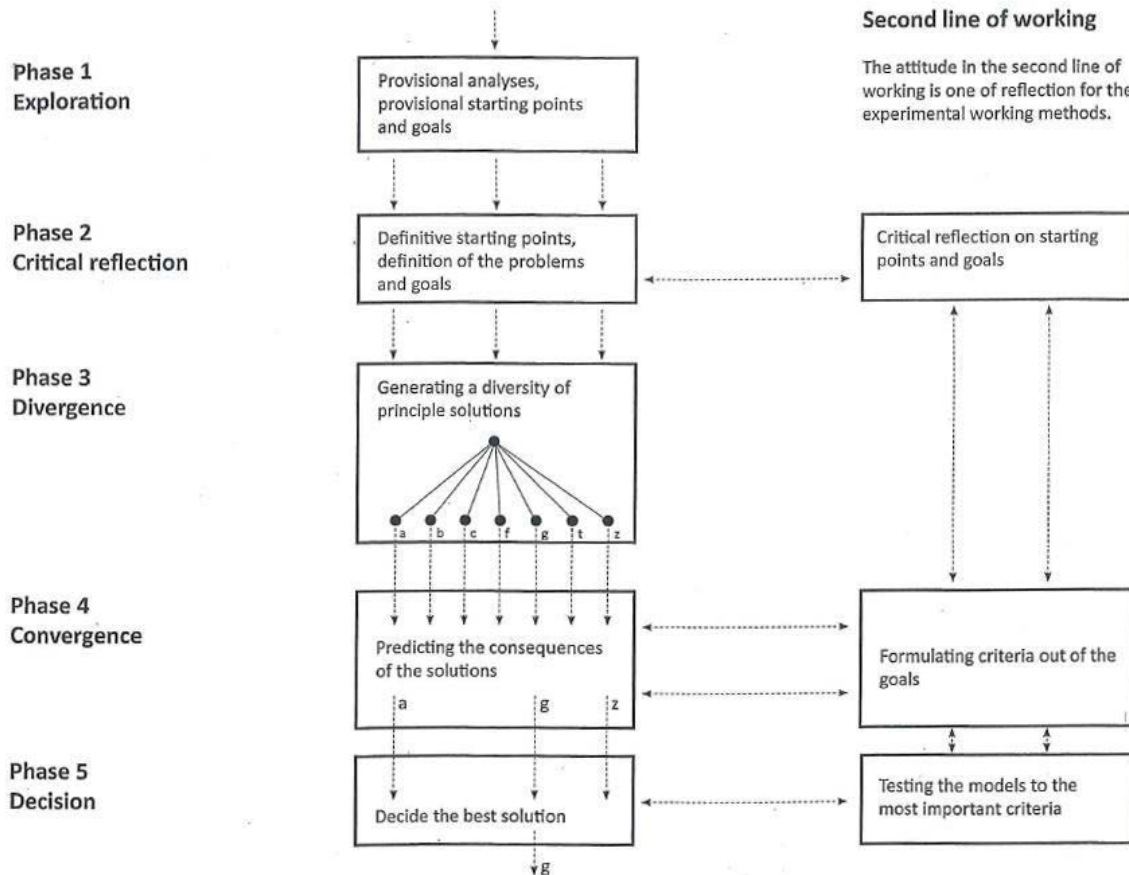 Second line of working
The attitude in the second line of
working is one of reflection for the
experimental working methods.
Phase 1
Exploration
Provisional analyses,
provisional starting points
and goals
Phase 2
Critical reflection
Definitive starting points,
definition of the problems
and goals
Critical reflection on starting
points and goals
Phase 3
Divergence
Generating a diversity of
principle solutions
a b c f g t z
Phase 4
Convergence
Predicting the consequences
of the solutions
a g z
Formulating criteria out of the
goals
Phase 5
Decision
Decide the best solution
g
Testing the models to the
most important criteria